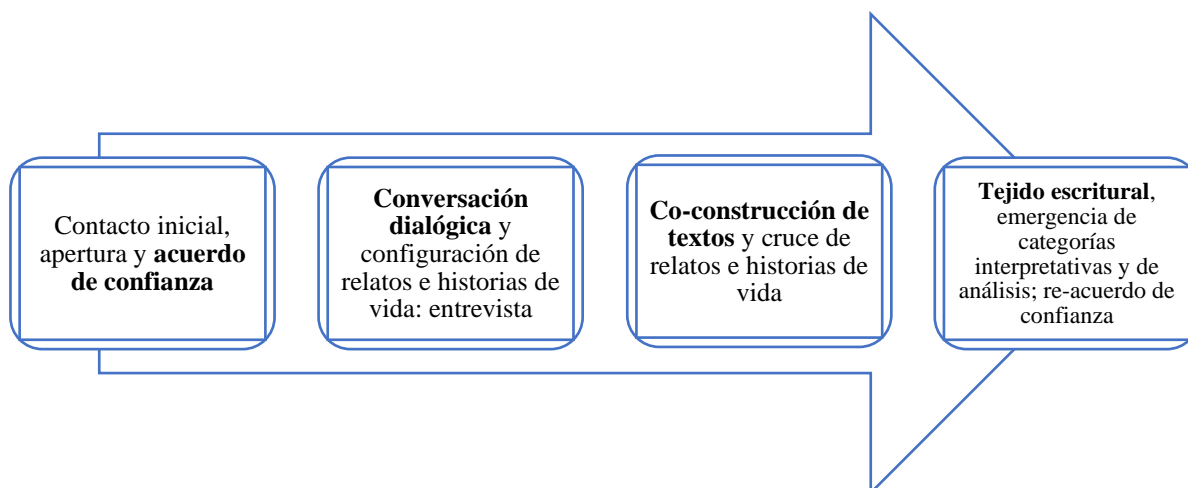 Contacto inicial,
apertura y acuerdo
de confianza
Conversación
dialógica y
configuración de
relatos e historias de
vida: entrevista
Co-construcción de
textos y cruce de
relatos e historias de
vida
Tejido escritural,
emergencia de
categorías
interpretativas y de
análisis; re-acuerdo de
confianza